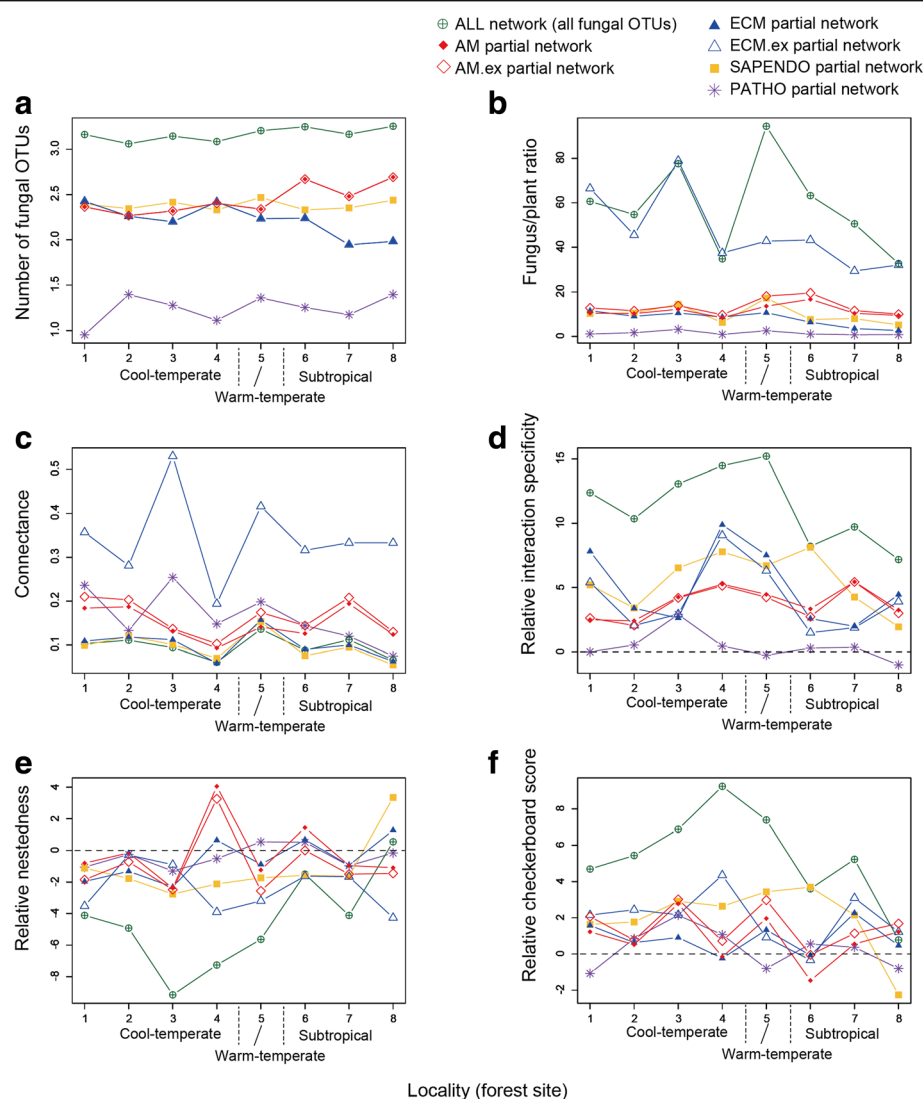 ALL network (all fungal OTUs)
AM partial network
AM.ex partial network
ECM partial network
ECM.ex partial network
SAPENDO partial network
PATHO partial network
a
Number of fungal OTUs
3.0
2.5
2.0
1.5
1.0
1 2 3 4 5 6 7 8
Cool-temperate Subtropical
Warm-temperate
b
Fungus/plant ratio
80
60
40
20
0
1 2 3 4 5 6 7 8
Cool-temperate Subtropical
Warm-temperate
c
Connectance
0.5
0.4
0.3
0.2
0.1
1 2 3 4 5 6 7 8
Cool-temperate Subtropical
Warm-temperate
d
Relative interaction specificity
15
10
5
0
1 2 3 4 5 6 7 8
Cool-temperate Subtropical
Warm-temperate
e
Relative nestedness
4
2
0
-2
-4
-6
-8
1 2 3 4 5 6 7 8
Cool-temperate Subtropical
Warm-temperate
f
Relative checkerboard score
8
6
4
2
0
-2
1 2 3 4 5 6 7 8
Cool-temperate Subtropical
Warm-temperate
Locality (forest site)